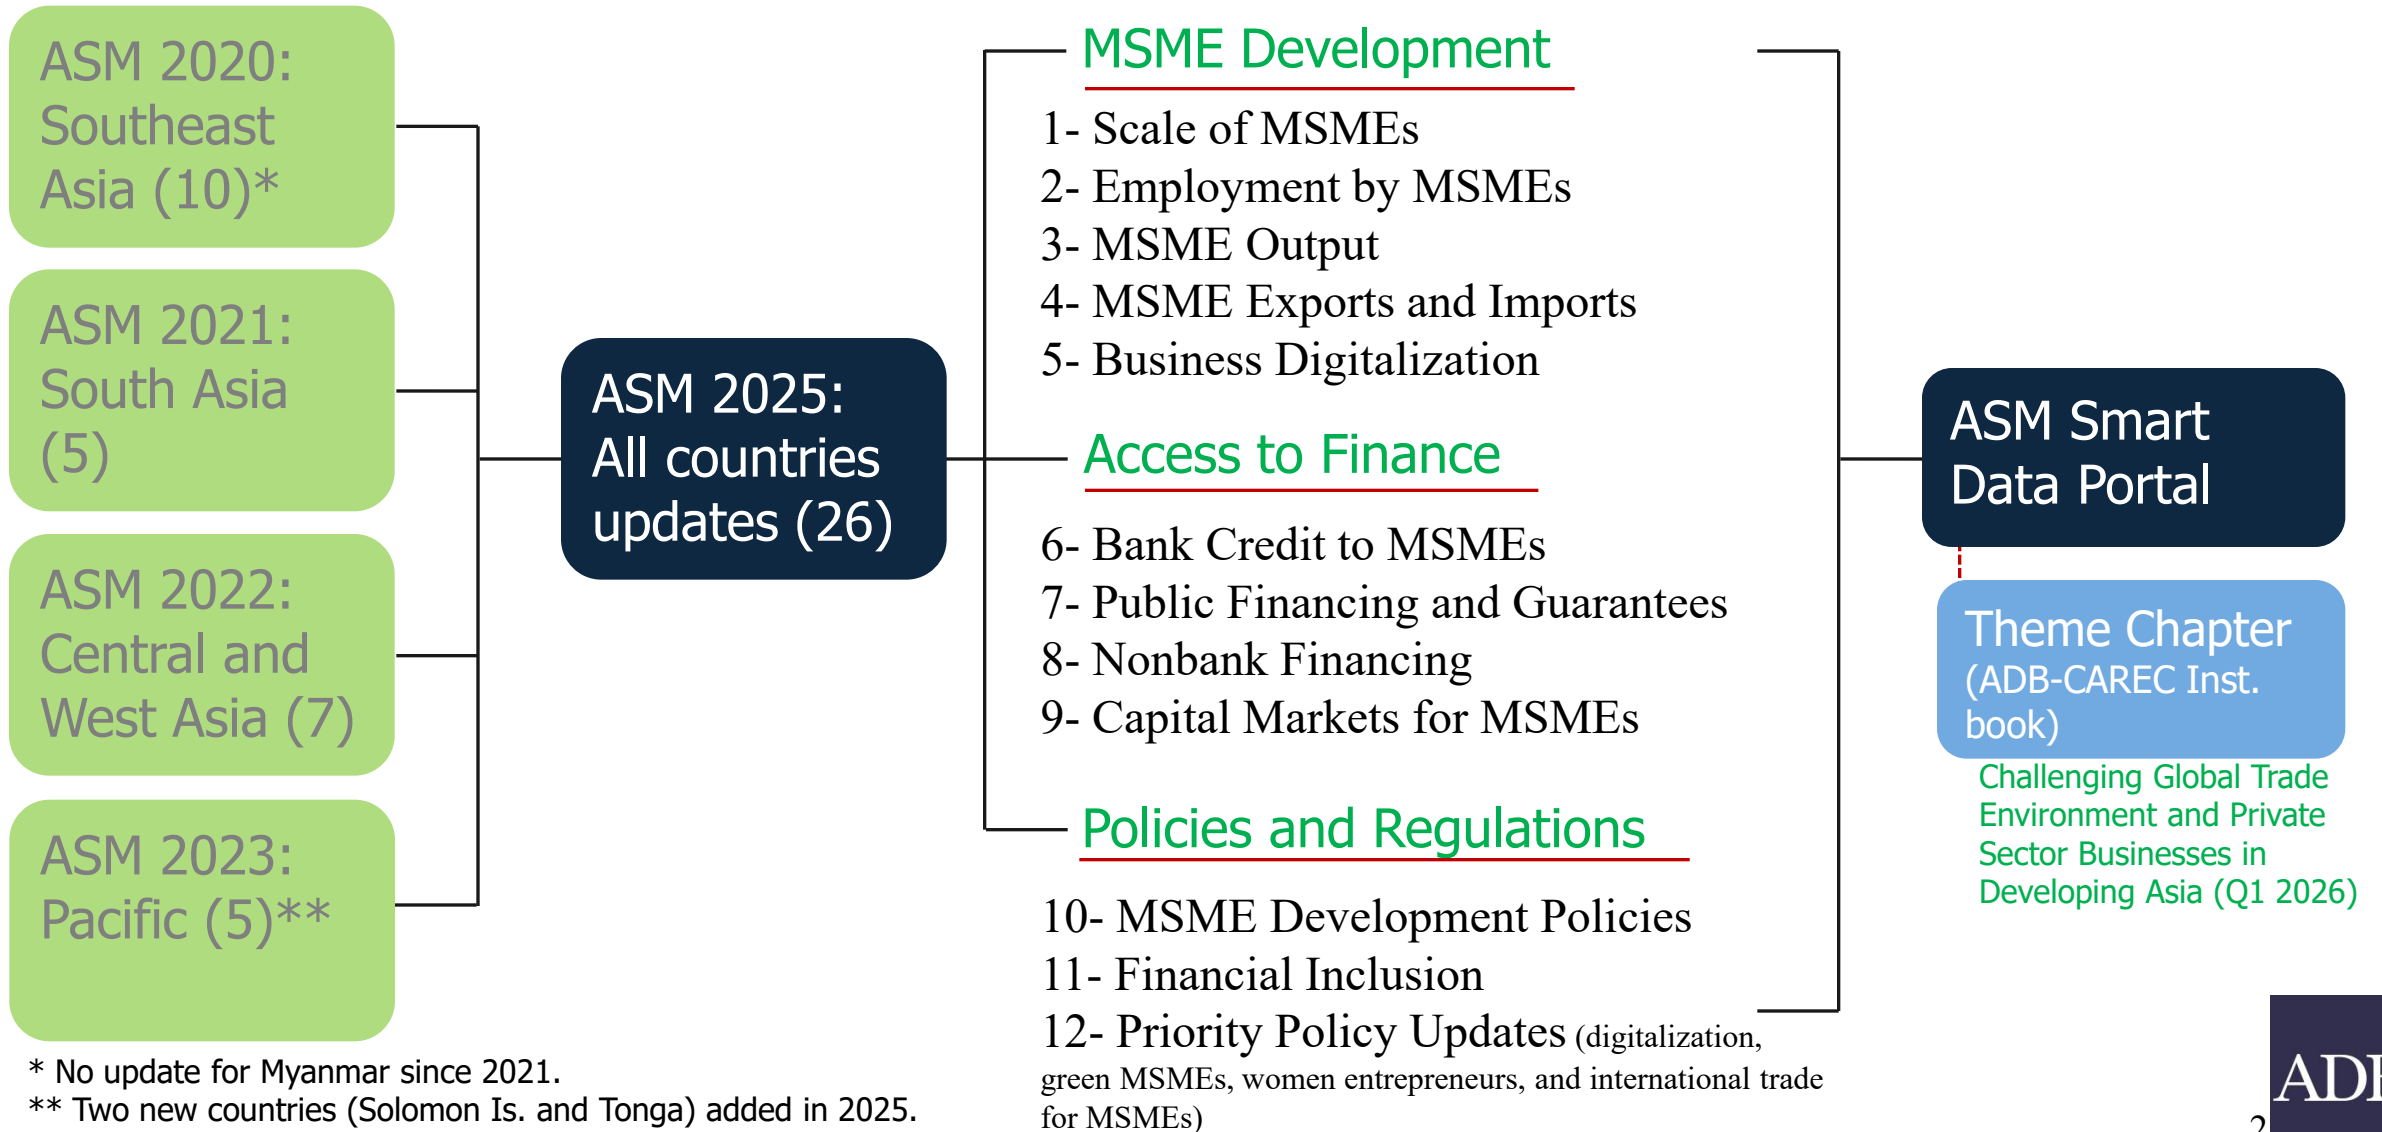 ASM 2020:
Southeast
Asia (10)*
ASM 2021:
South Asia
(5)
ASM 2022:
Central and
West Asia (7)
ASM 2023:
Pacific (5)**
* No update for Myanmar since 2021.
** Two new countries (Solomon Is. and Tonga) added in 2025.
ASM 2025:
All countries
updates (26)
MSME Development
1- Scale of MSMEs
2- Employment by MSMEs
3- MSME Output
4- MSME Exports and Imports
5- Business Digitalization
Access to Finance
6- Bank Credit to MSMEs
7- Public Financing and Guarantees
8- Nonbank Financing
9- Capital Markets for MSMEs
Policies and Regulations
10- MSME Development Policies
11- Financial Inclusion
12- Priority Policy Updates (digitalization,
green MSMEs, women entrepreneurs, and international trade
for MSMEs)
ASM Smart
Data Portal
Theme Chapter
(ADB-CAREC Inst.
book)
Challenging Global Trade
Environment and Private
Sector Businesses in
Developing Asia (Q1 2026)
2